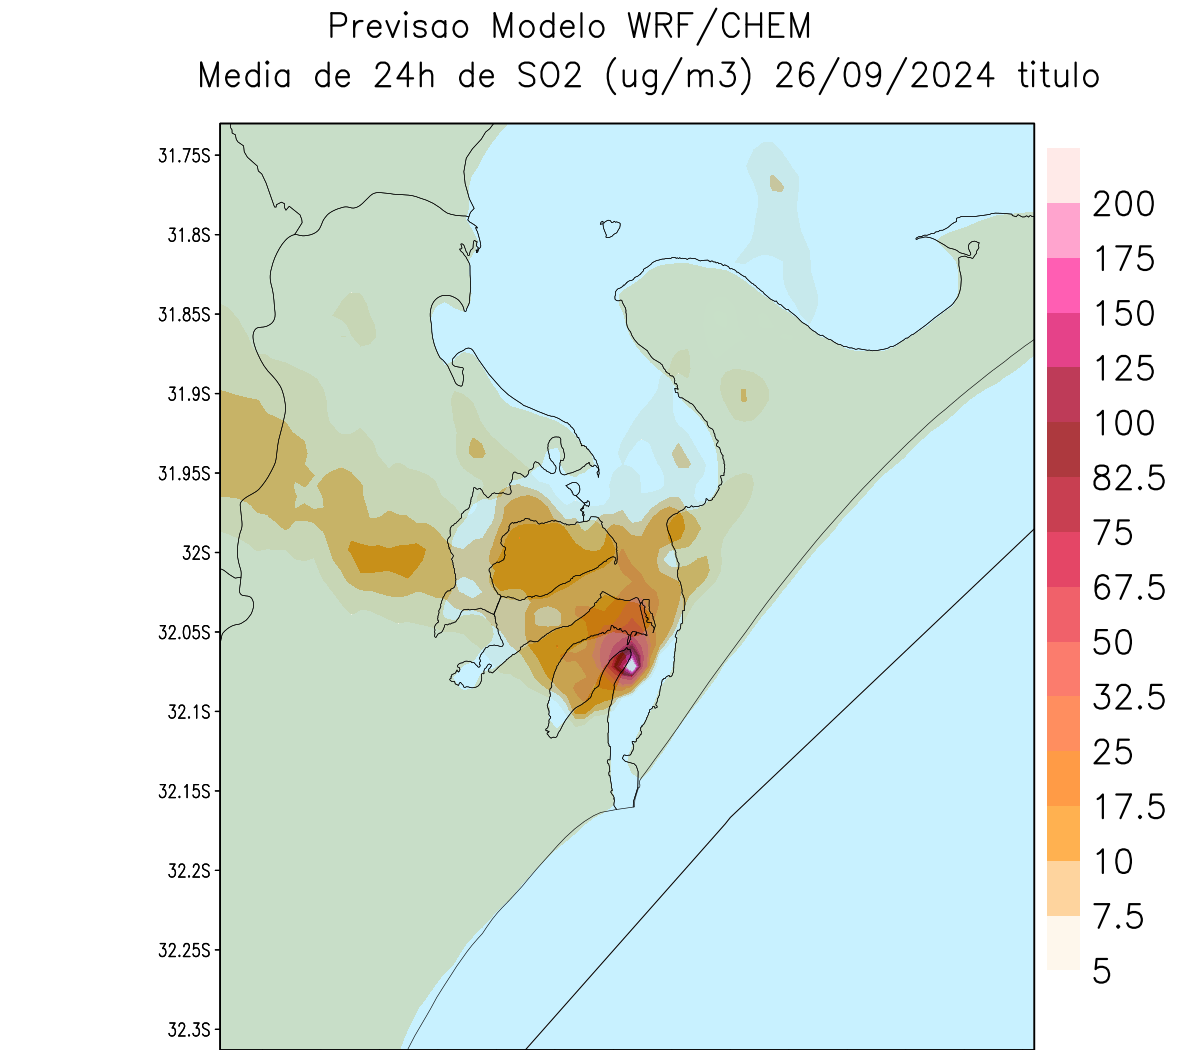 Previsao Modelo WRF/CHEM
Media de 24h de SO2 (ug/m3) 26/09/2024 titulo
31.75S
31.8S
31.85S
31.9S
31.95S
32S
32.05S
32.1S
32.15S
32.2S
32.25S
32.3S
200
175
150
125
100
82.5
75
67.5
50
32.5
25
17.5
10
7.5
5